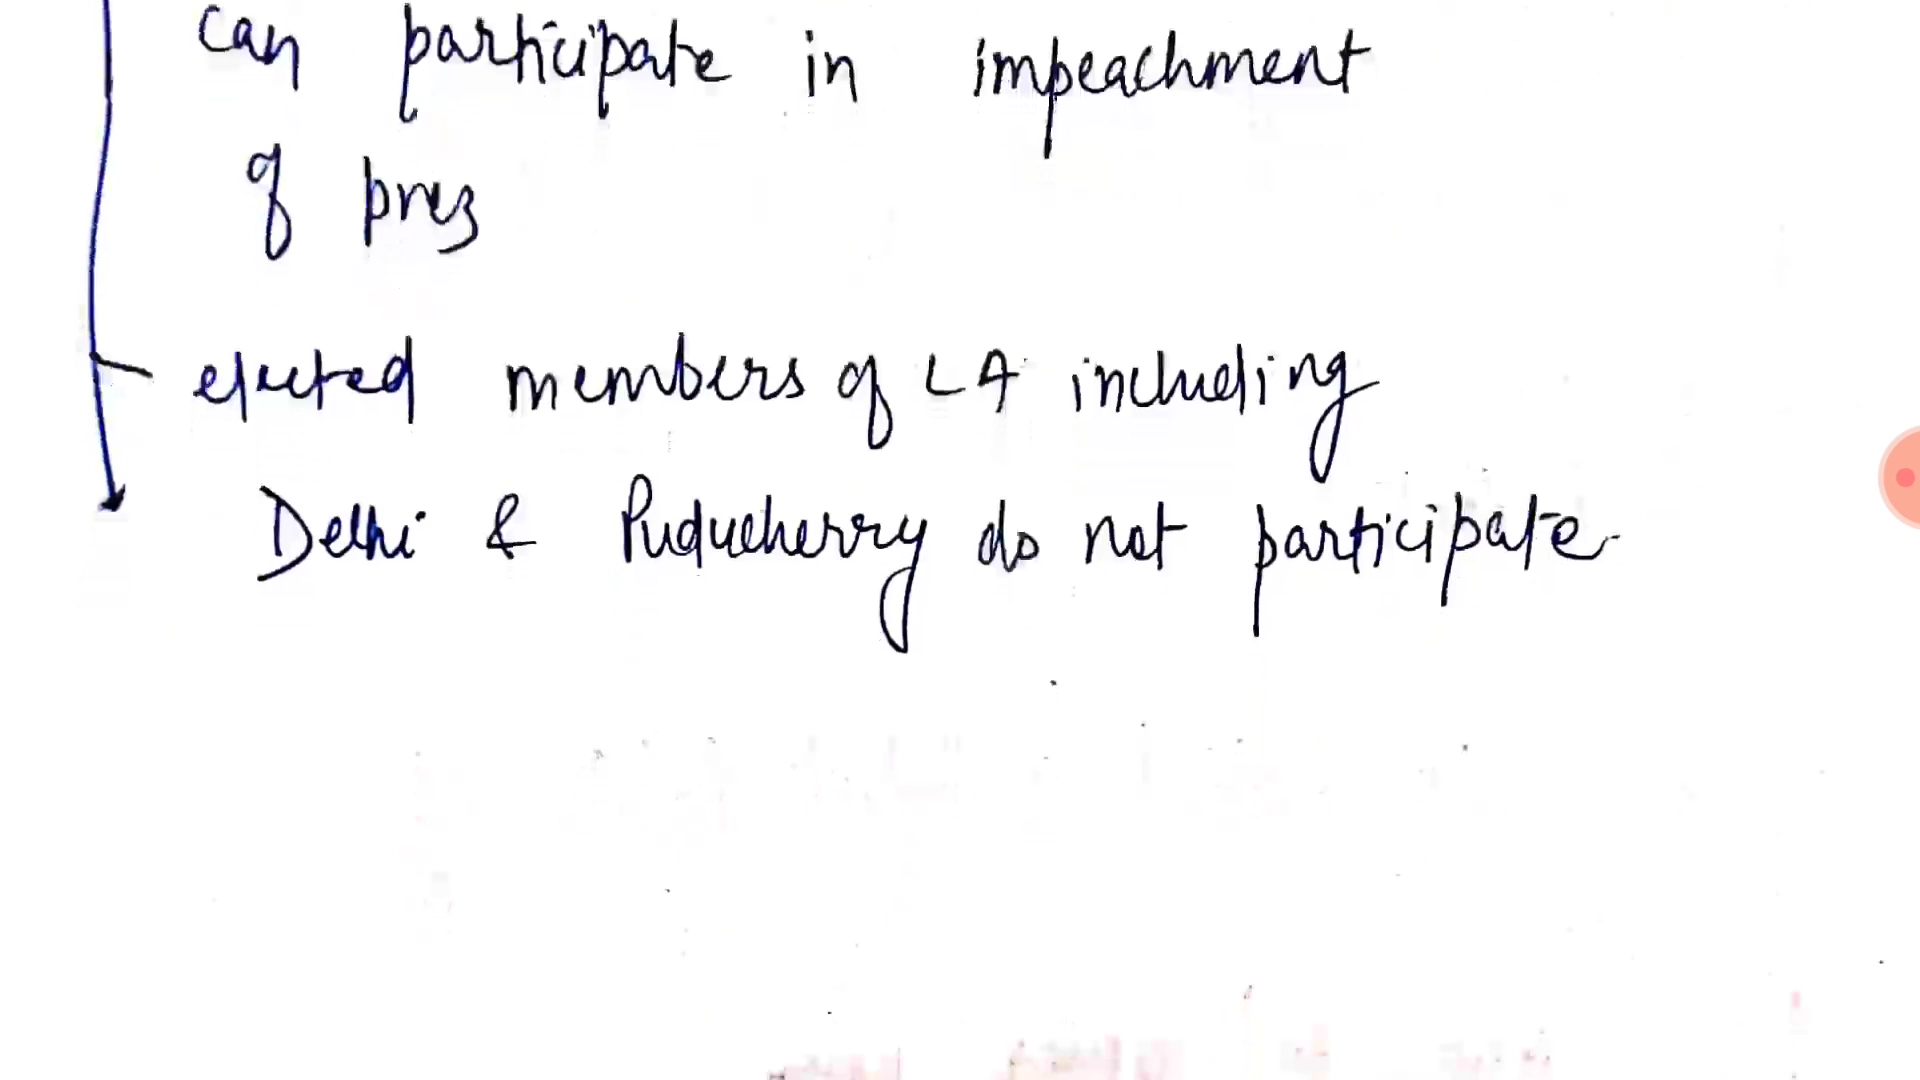 can participate in impeachment
of prez
elected members of LA including
Delhi & Puducherry do not participate.